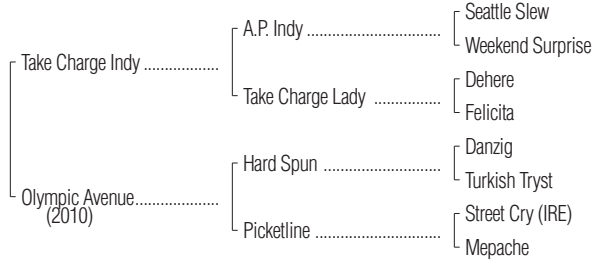 Seattle Slew
A.P. Indy ..................................
Weekend Surprise
Take Charge Indy ...................
Dehere
Take Charge Lady .................
Felicita
Danzig
Hard Spun ..............................
Turkish Tryst
Olympic Avenue.....................
(2010)
Street Cry (IRE)
Picketline ................................
Mepache